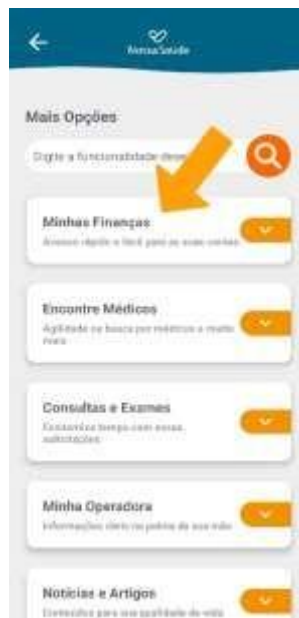 Nossa Saúde
Mais Opções
Digite a funcionalidade
Minhas Finanças
Acesso rápido e fácil para as suas contas
Encontre Médicos
Agilidade na busca por médicos e muito
mais
Consultas e Exames
Economize tempo com essas
solicitações
Minha Operadora
Informações úteis na palma da sua mão
Notícias e Artigos
Conteúdos para sua qualidade de vida